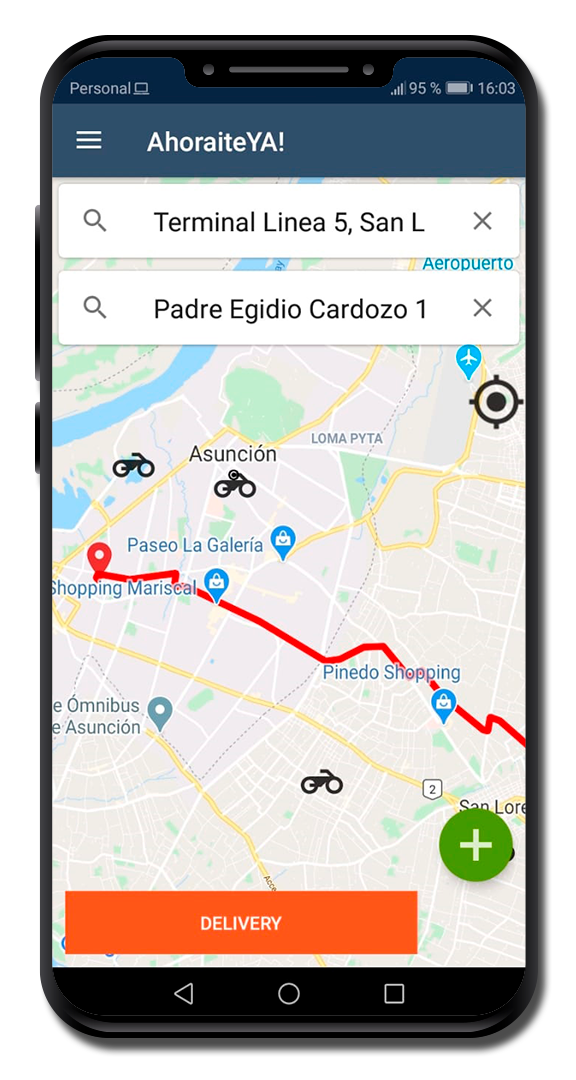 Personal 95 % 16:03
AhoraiteYA!
Terminal Linea 5, San L
Aeropuerto
Padre Egidio Cardozo 1
LOMA PYTA
Asunción
Paseo La Galería
Shopping Mariscal
Pinedo Shopping
e Ómnibus
e Asunción
2
San Lore
+
Acce
DELIVERY